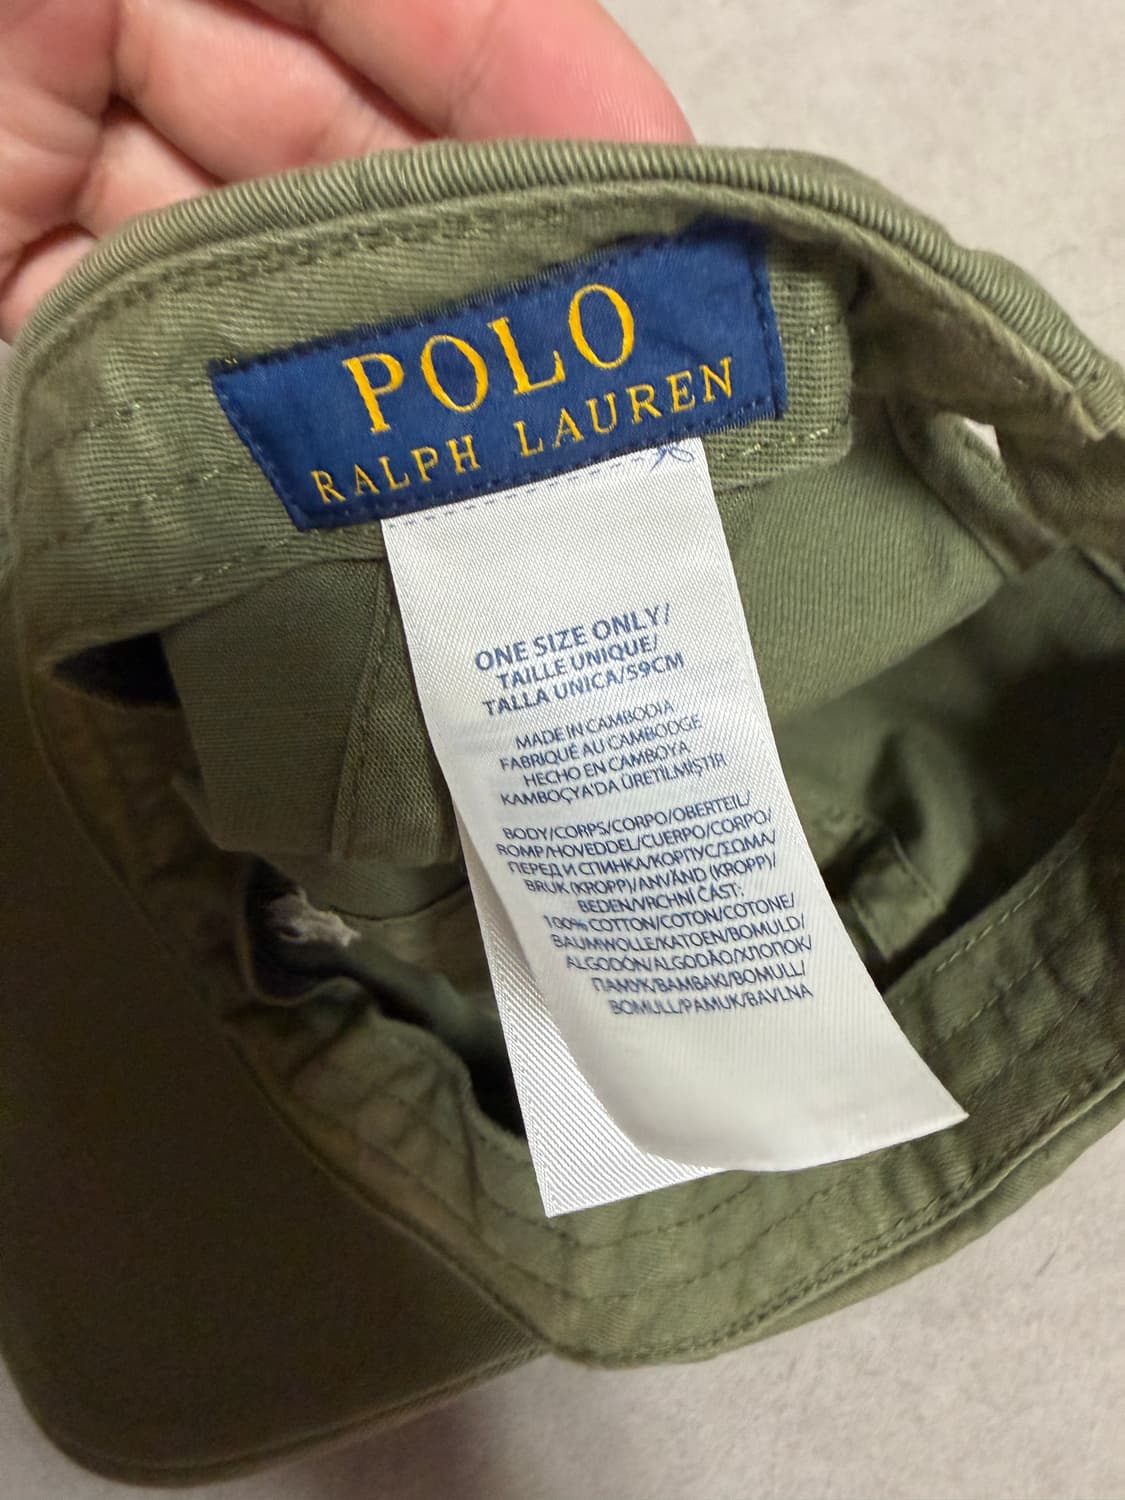 POLO
RALPH LAUREN
ONE SIZE ONLY/
TAILLE UNIQUE/
TALLA UNICA/59CM
MADE IN CAMBODIA
FABRIQUÉ AU CAMBODGE
HECHO EN CAMBOYA
KAMBOÇYA'DA ÜRETILMIŞTIR
BODY/CORPS/CORPO/OBERTEIL/
ROMP/HOVEDDEL/CUERPO/CORPO/
ПЕРЕД И СПИНКА/КОРПУС/ΣΩΜΑ/
BRUK (KROPP)/ANVÄND (KROPP)/
BEDEN/VRCHNÍ ČÁST:
100% COTTON/COTON/COTONE/
BAUMWOLLE/KATOEN/BOMULD/
ALGODÓN/ALGODÃO/ХЛОПОК/
ПАМУК/BAMBAKI/BOMULL/
BOMULL/PAMUK/BAVLNA